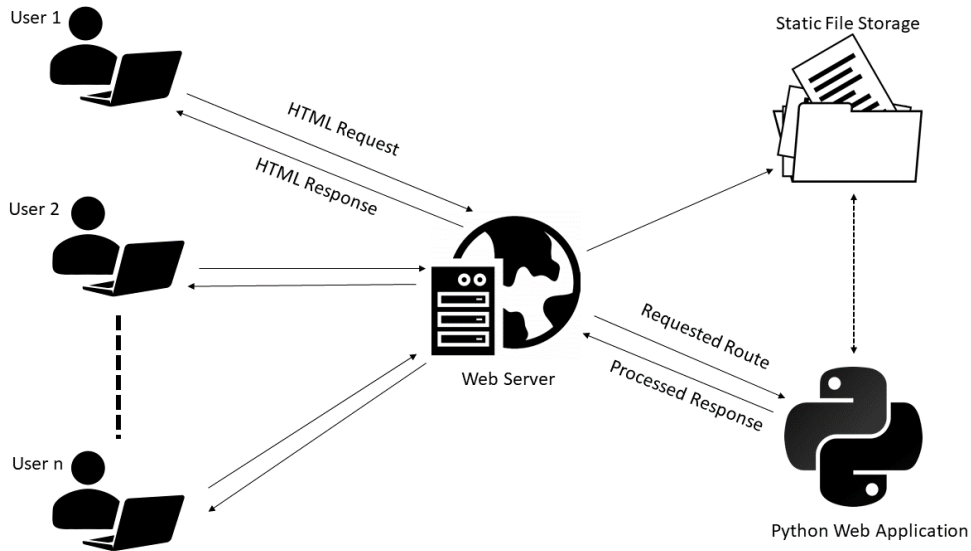 User 1
Static File Storage
HTML Request
HTML Response
User 2
Requested Route
Web Server
Processed Response
User n
Python Web Application